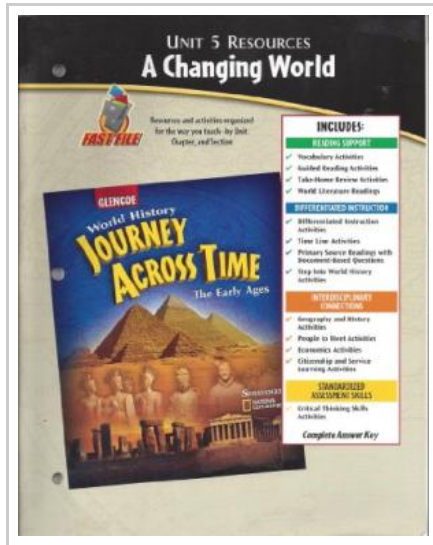 UNIT 5 RESOURCES
A Changing World
FAST FILE
Resources and activities organized
for the way you teach–by Unit
Chapter, and Section
INCLUDES:
READING SUPPORT
Vocabulary Activities
Guided Reading Activities
Take-Home Review Activities
World Literature Readings
DIFFERENTIATED INSTRUCTION
Differentiated Instruction
Activities
Time Line Activities
Primary Source Readings with
Document-Based Questions
Step Into World History
Activities
INTERDISCIPLINARY
CONNECTIONS
Geography and History
Activities
People to Meet Activities
Economics Activities
Citizenship and Service
Learning Activities
STANDARDIZED
ASSESSMENT SKILLS
Critical Thinking Skills
Activities
Complete Answer Key
GLENCOE
World History
JOURNEY
ACROSS TIME
The Early Ages
NATIONAL
GEOGRAPHIC